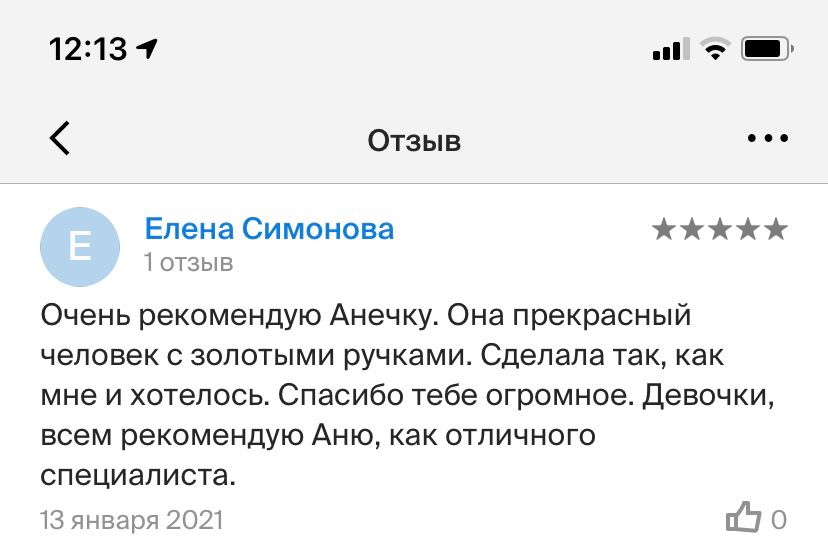 12:13
Отзыв
E
Елена Симонова
1 отзыв
Очень рекомендую Анечку. Она прекрасный
человек с золотыми ручками. Сделала так, как
мне и хотелось. Спасибо тебе огромное. Девочки,
всем рекомендую Аню, как отличного
специалиста.
13 января 2021
0